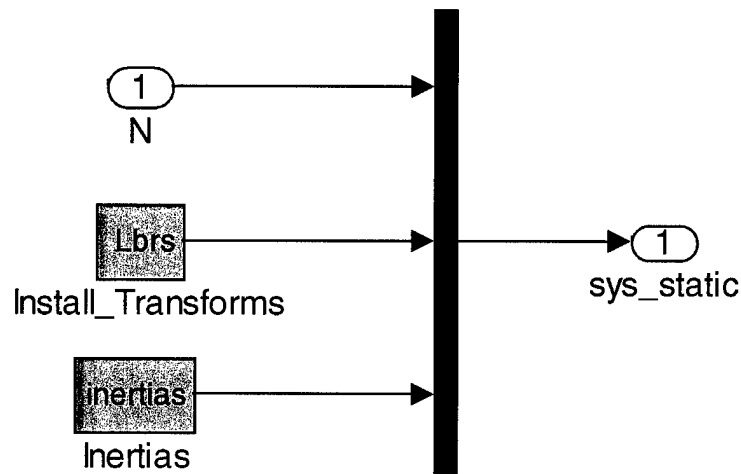 1
N
Lbrs
Install_Transforms
1
sys_static
inertias
Inertias